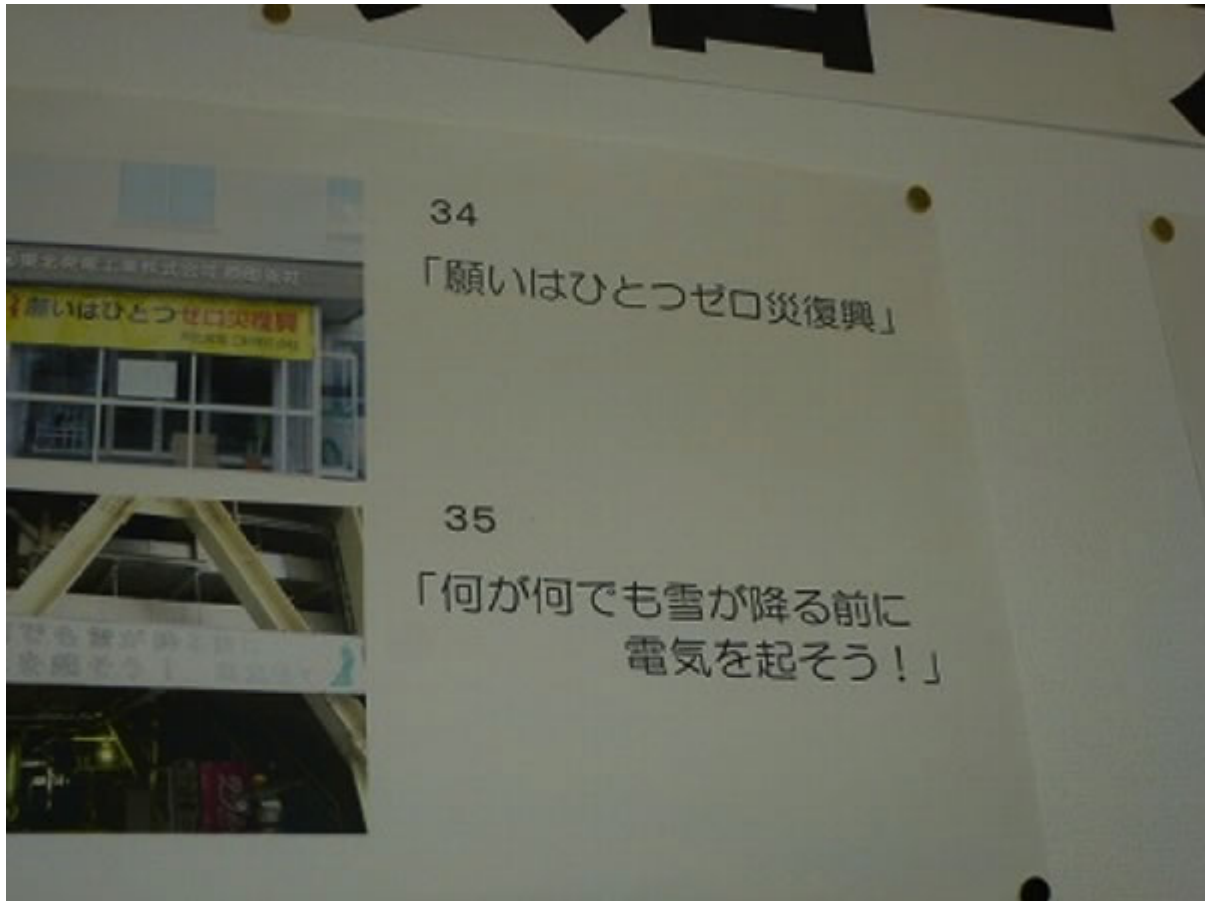 34
「願いはひとつゼロ災復興」
願いはひとつゼロ災復興
35
「何が何でも雪が降る前に
電気を起そう！」